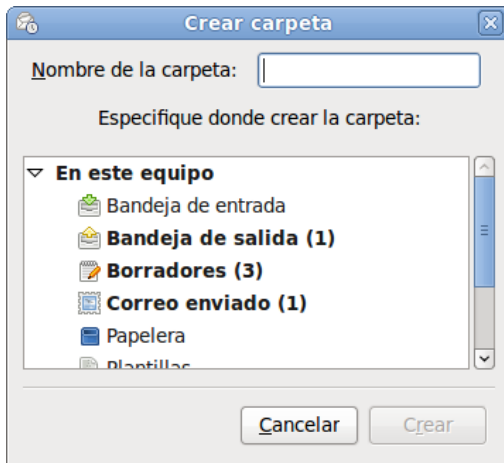 Crear carpeta
Nombre de la carpeta:
Especifique donde crear la carpeta:
En este equipo
Bandeja de entrada
Bandeja de salida (1)
Borradores (3)
Correo enviado (1)
Papelera
Plantillas
Cancelar Crear